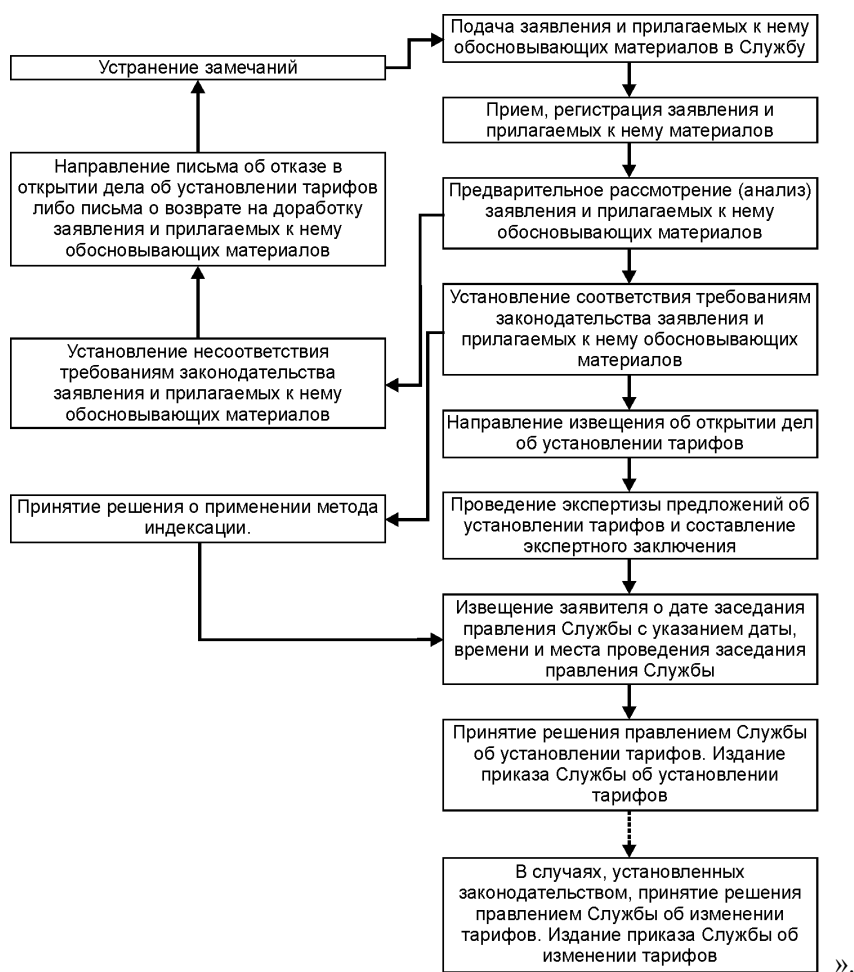 Подача заявления и прилагаемых к нему
обосновывающих материалов в Службу
Устранение замечаний
Прием, регистрация заявления и
прилагаемых к нему материалов
Направление письма об отказе в
открытии дела об установлении тарифов
либо письма о возврате на доработку
заявления и прилагаемых к нему
обосновывающих материалов
Предварительное рассмотрение (анализ)
заявления и прилагаемых к нему
обосновывающих материалов
Установление соответствия требованиям
законодательства заявления и
прилагаемых к нему обосновывающих
материалов
Установление несоответствия
требованиям законодательства
заявления и прилагаемых к нему
обосновывающих материалов
Направление извещения об открытии дел
об установлении тарифов
Принятие решения о применении метода
индексации.
Проведение экспертизы предложений об
установлении тарифов и составление
экспертного заключения
Извещение заявителя о дате заседания
правления Службы с указанием даты,
времени и места проведения заседания
правления Службы
Принятие решения правлением Службы
об установлении тарифов. Издание
приказа Службы об установлении
тарифов
В случаях, установленных
законодательством, принятие решения
правлением Службы об изменении
тарифов. Издание приказа Службы об
изменении тарифов
».